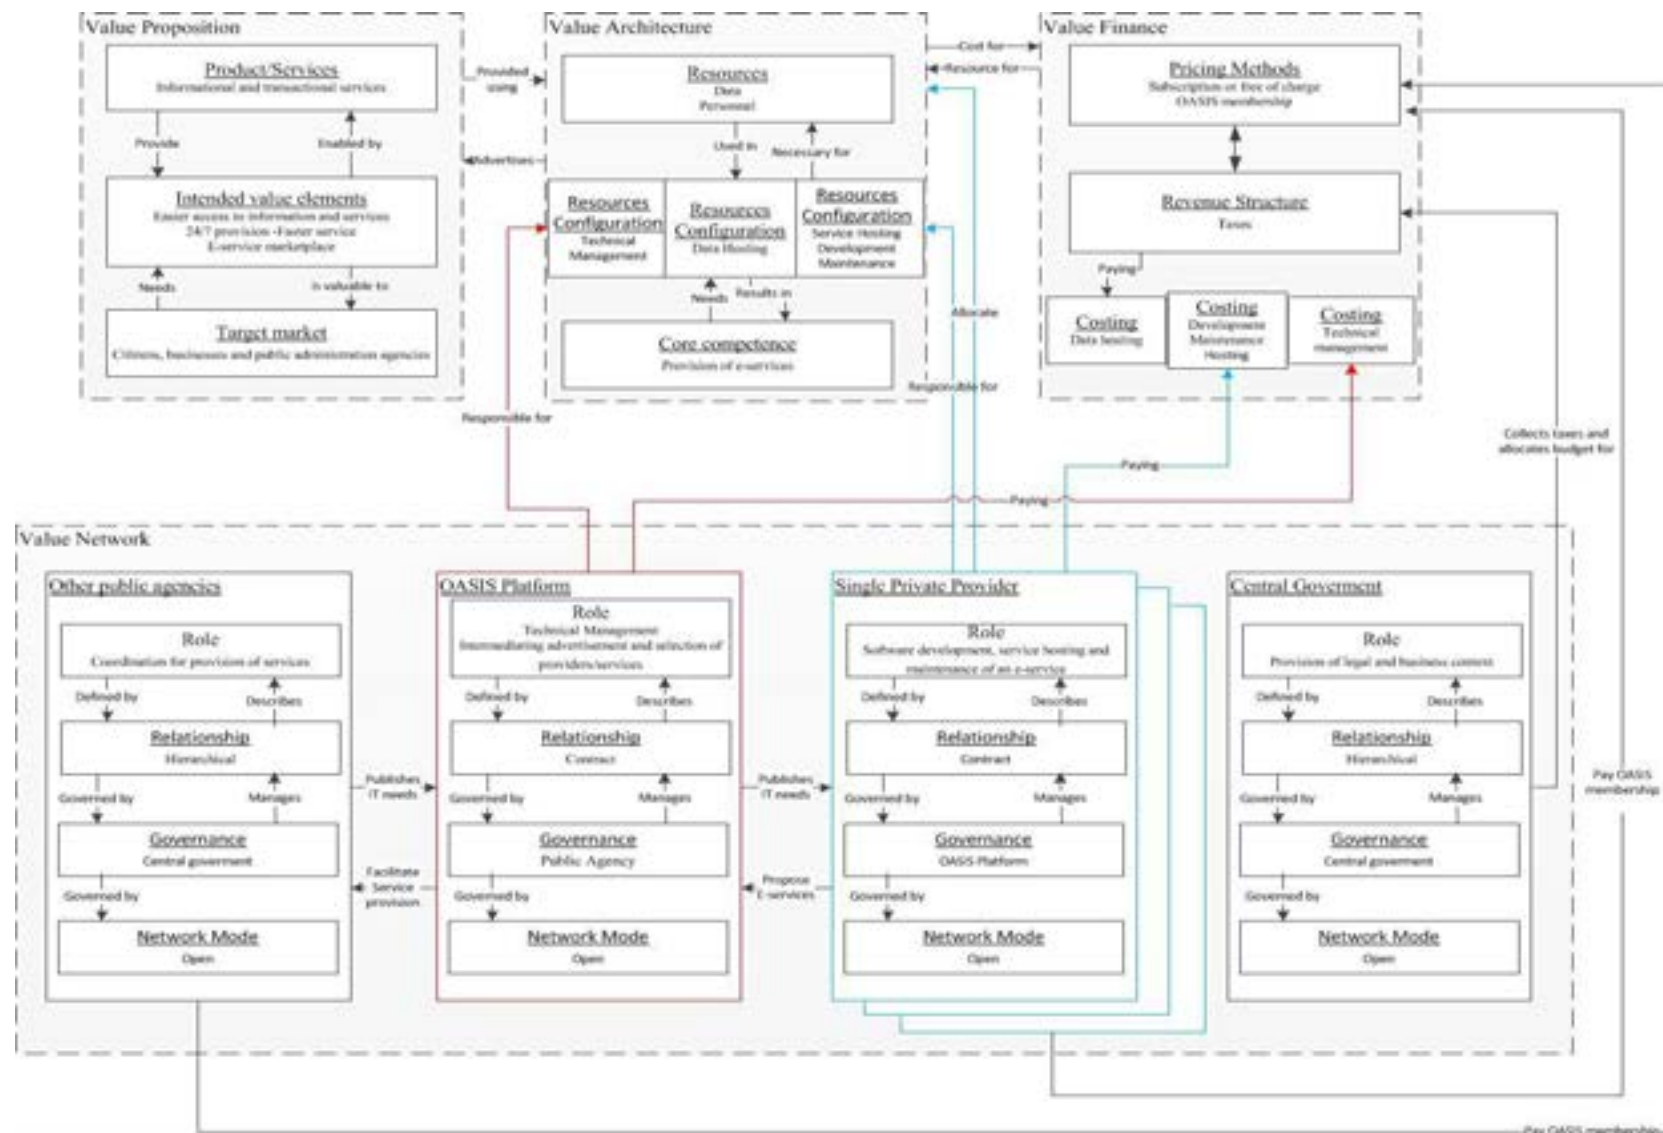 Value Proposition
Product/Services
Informational and transactional services
Provide
Enabled by
Intended value elements
Easier access to information and services
24/7 provision -Faster service
E-service marketplace
Needs
Is valuable to
Target market
Citizens, businesses and public administration agencies
Provided
using
Advertises
Value Architecture
Resources
Data
Personnel
Used in
Necessary for
Resources
Configuration
Technical
Management
Resources
Configuration
Data Hosting
Resources
Configuration
Service Hosting
Development
Maintenance
Needs
Results in
Core competence
Provision of e-services
Cost for
Resource for
Value Finance
Pricing Methods
Subscription or free of charge
OASIS membership
Revenue Structure
Taxes
Paying
Costing
Data hosting
Costing
Development
Maintenance
Hosting
Costing
Technical
management
Allocate
Responsible for
Responsible for
Paying
Paying
Collects taxes and
allocates budget for
Value Network
Other public agencies
Role
Coordination for provision of services
Defined by
Describes
Relationship
Hierarchical
Governed by
Manages
Governance
Central goverment
Governed by
Network Mode
Open
Publishes
IT needs
Facilitate
Service
provision
OASIS Platform
Role
Technical Management
Intermediating advertisement and selection of
providers/services
Defined by
Describes
Relationship
Contract
Governed by
Manages
Governance
Public Agency
Governed by
Network Mode
Open
Publishes
IT needs
Propose
E-services
Single Private Provider
Role
Software development, service hosting and
maintenance of an e-service
Defined by
Describes
Relationship
Contract
Governed by
Manages
Governance
OASIS Platform
Governed by
Network Mode
Open
Central Goverment
Role
Provision of legal and business context
Defined by
Describes
Relationship
Hierarchical
Governed by
Manages
Governance
Central goverment
Governed by
Network Mode
Open
Pay OASIS
membership
Pay OASIS membership